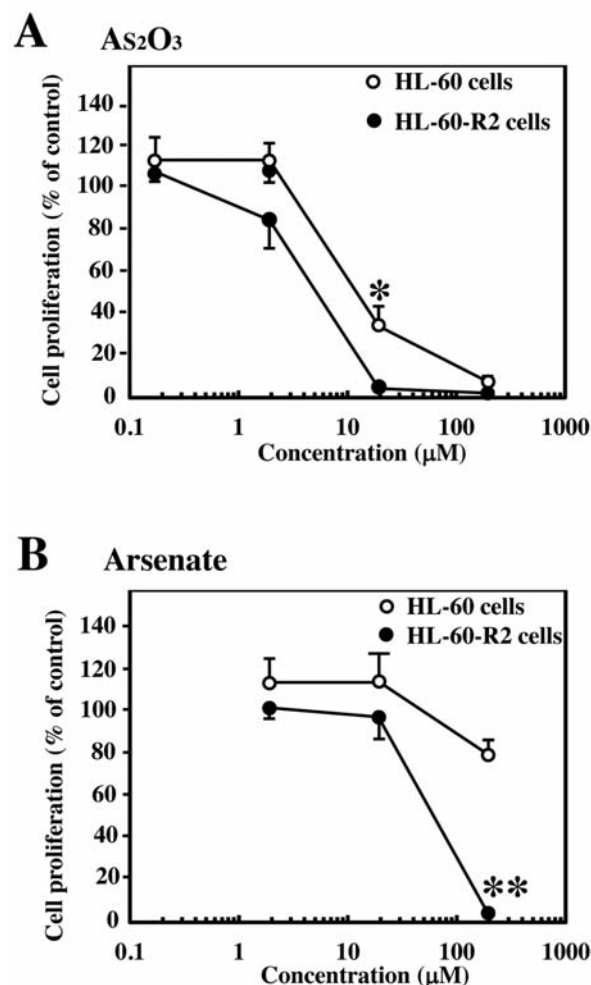 A As₂O₃
○ HL-60 cells
● HL-60-R2 cells
Cell proliferation (% of control)
140
120
100
80
60
40
20
0
*
0.1 1 10 100 1000
Concentration (μM)
B Arsenate
○ HL-60 cells
● HL-60-R2 cells
Cell proliferation (% of control)
140
120
100
80
60
40
20
0
**
0.1 1 10 100 1000
Concentration (μM)